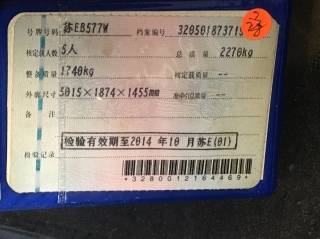 号牌号码 苏EB577W 档案编号 3205018737
核定载人数 5人 总质量 2270kg
整备质量 1740kg 核定载质量 --
外廓尺寸 5015×1874×1455mm 准牵引总质量 --
备注
检验有效期至2014年10月苏E(01)
检验记录
*3280012164469*